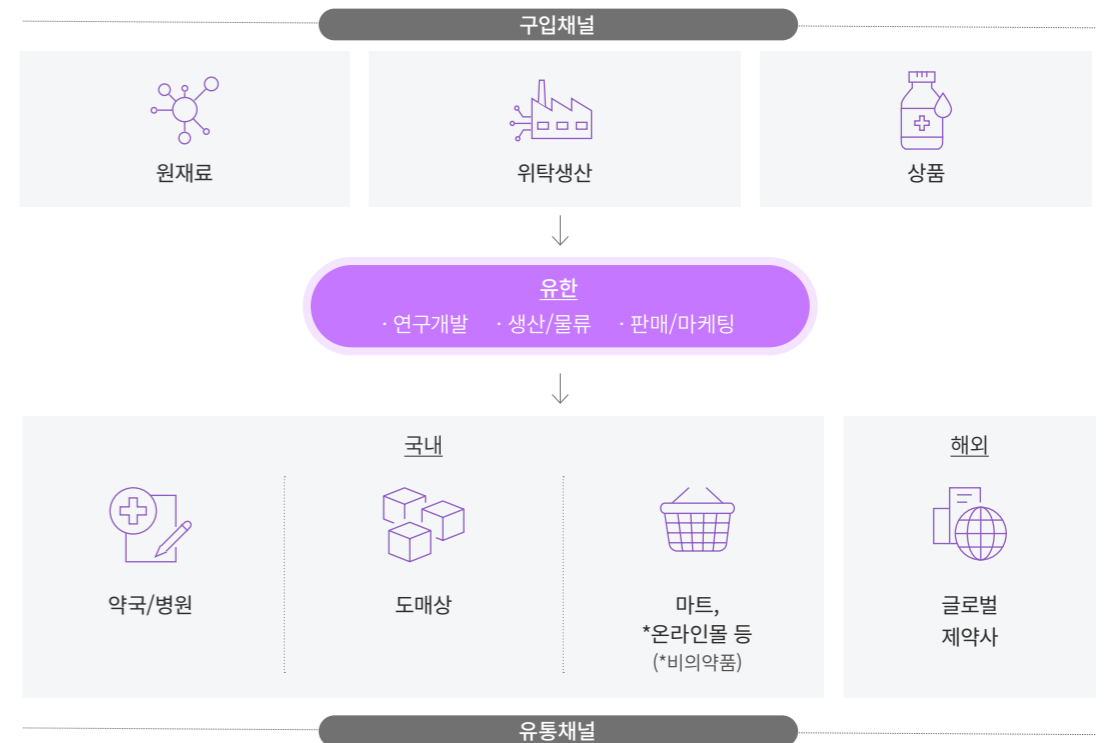 구입채널
원재료
위탁생산
상품
유한
· 연구개발 · 생산/물류 · 판매/마케팅
국내
해외
약국/병원
도매상
마트,
*온라인몰 등
(*비의약품)
글로벌
제약사
유통채널